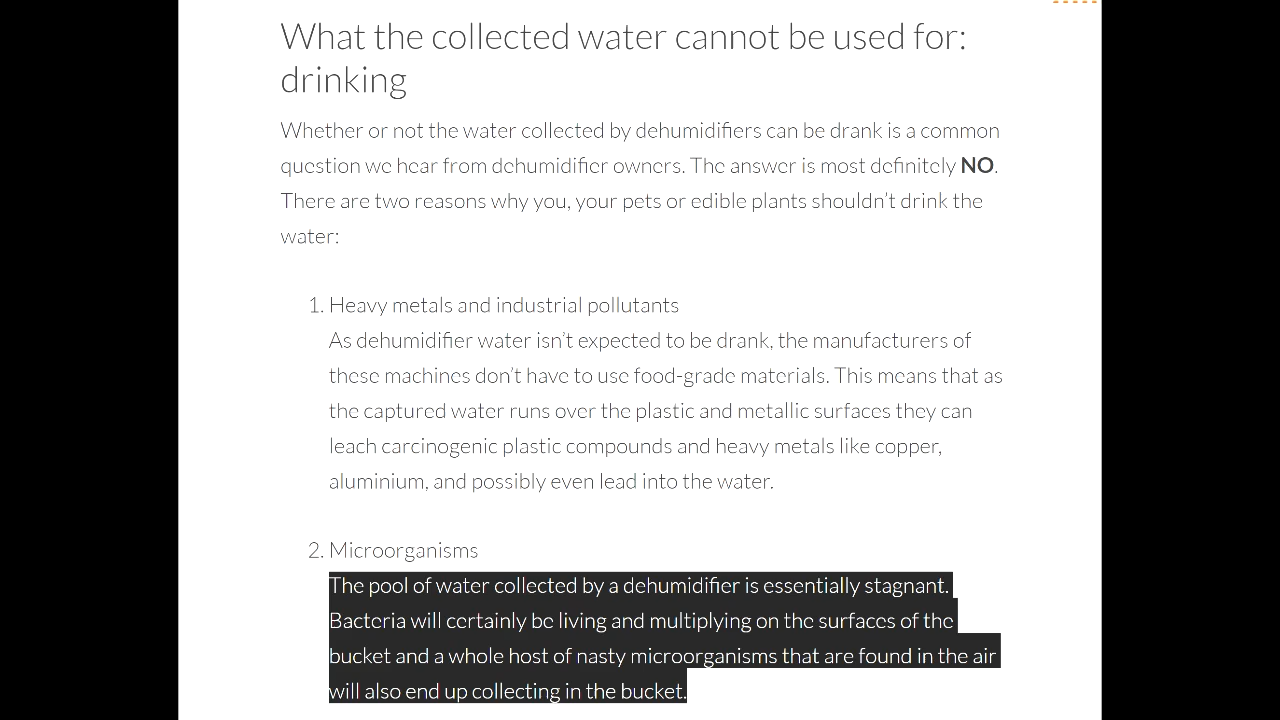 What the collected water cannot be used for:
drinking
Whether or not the water collected by dehumidifiers can be drank is a common
question we hear from dehumidifier owners. The answer is most definitely NO.
There are two reasons why you, your pets or edible plants shouldn’t drink the
water:
1. Heavy metals and industrial pollutants
As dehumidifier water isn’t expected to be drank, the manufacturers of
these machines don’t have to use food-grade materials. This means that as
the captured water runs over the plastic and metallic surfaces they can
leach carcinogenic plastic compounds and heavy metals like copper,
aluminium, and possibly even lead into the water.
2. Microorganisms
The pool of water collected by a dehumidifier is essentially stagnant.
Bacteria will certainly be living and multiplying on the surfaces of the
bucket and a whole host of nasty microorganisms that are found in the air
will also end up collecting in the bucket.